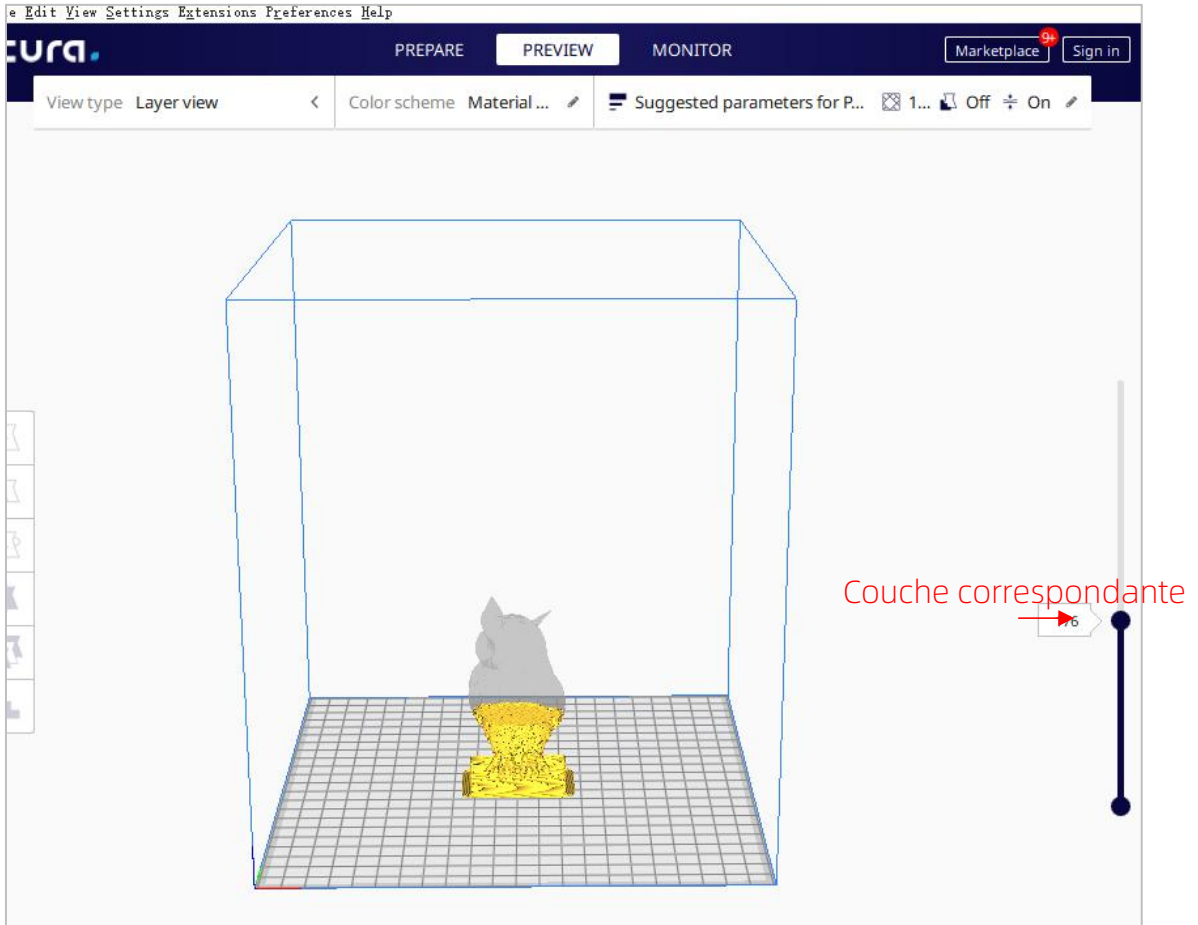 e Edit View Settings Extensions Preferences Help
cura.
PREPARE PREVIEW MONITOR
Marketplace 9+ Sign in
View type Layer view Color scheme Material ... Suggested parameters for P... 1... Off On
Couche correspondante